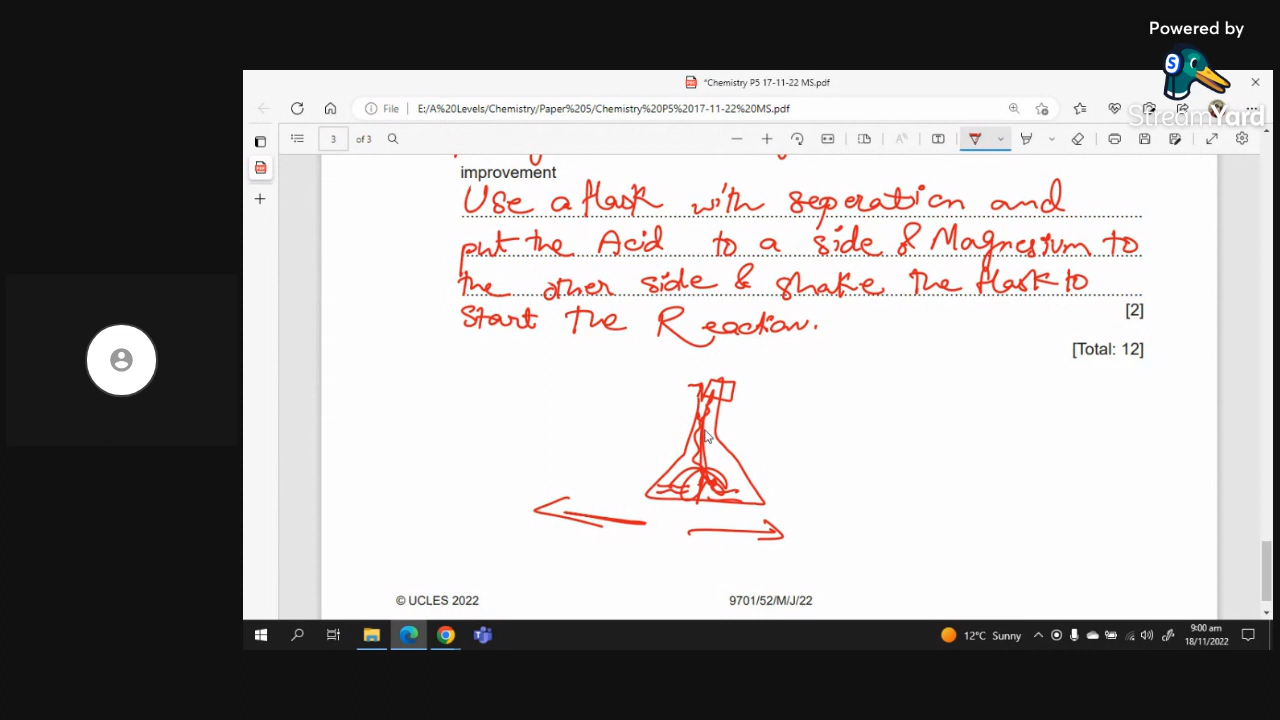 Powered by
StreamYard
*Chemistry P5 17-11-22 MS.pdf
File E:/A%20Levels/Chemistry/Paper%205/Chemistry%20P5%2017-11-22%20MS.pdf
3 of 3
improvement
Use a flask with seperation and
put the Acid to a side & Magnesium to
the other side & shake the flask to
Start The Reaction.
[2]
[Total: 12]
© UCLES 2022 9701/52/M/J/22
12°C Sunny
9:00 am
18/11/2022